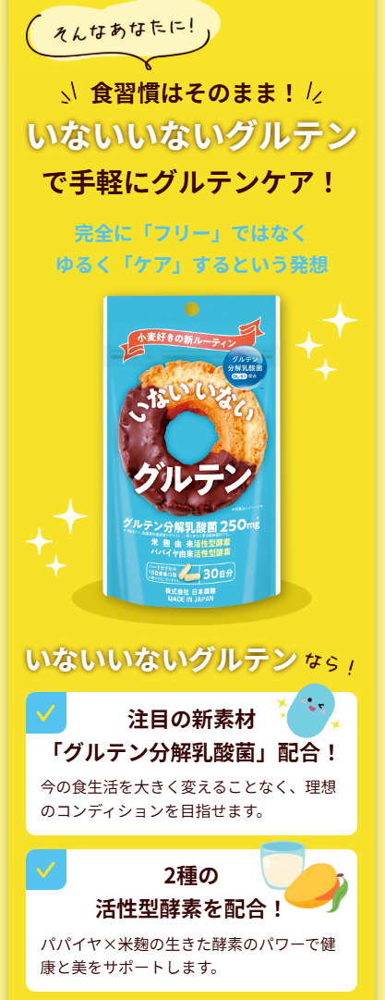 そんなあなたに!
食習慣はそのまま！
いないいないグルテン
で手軽にグルテンケア！
完全に「フリー」ではなく
ゆるく「ケア」するという発想
小麦好きの新ルーティン
グルテン
分解乳酸菌
いない いない
グルテン
グルテン分解乳酸菌 250mg
米麹由来活性型酵素
パパイヤ由来活性型酵素
30日分
株式会社 日本薬健
MADE IN JAPAN
いないいないグルテン なら！
注目の新素材
「グルテン分解乳酸菌」配合！
今の食生活を大きく変えることなく、理想
のコンディションを目指せます。
2種の
活性型酵素を配合！
パパイヤ×米麹の生きた酵素のパワーで健
康と美をサポートします。